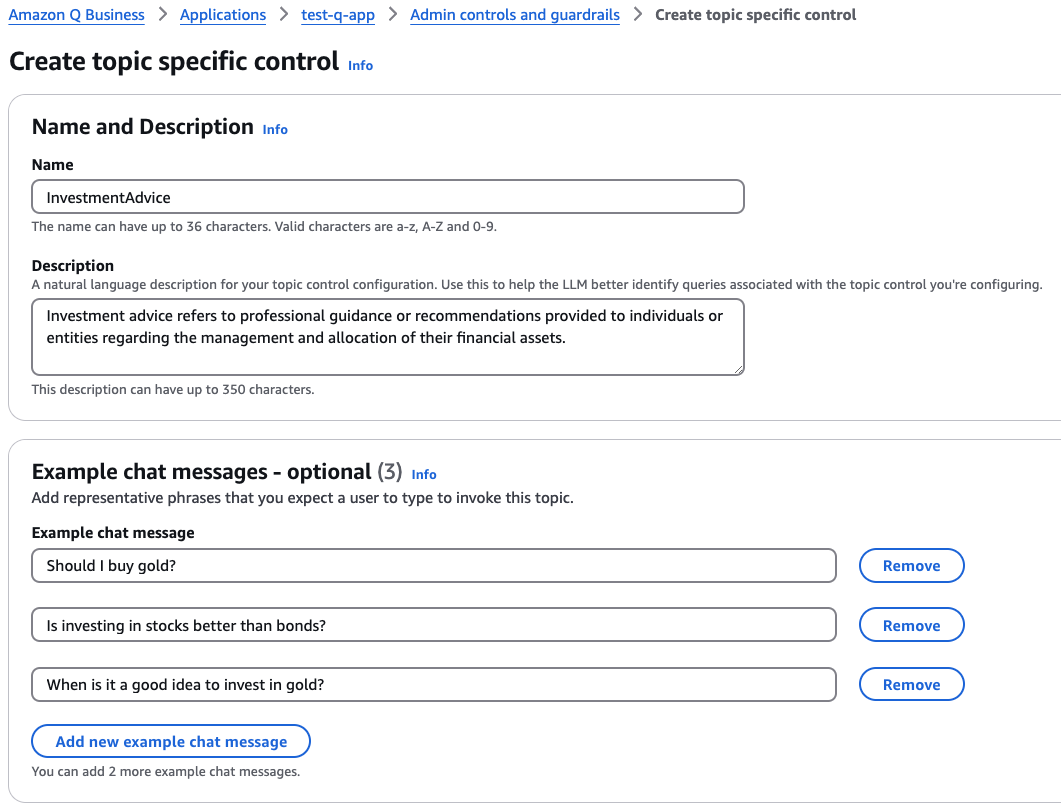 Amazon Q Business > Applications > test-q-app > Admin controls and guardrails > Create topic specific control
Create topic specific control Info
Name and Description Info
Name
InvestmentAdvice
The name can have up to 36 characters. Valid characters are a-z, A-Z and 0-9.
Description
A natural language description for your topic control configuration. Use this to help the LLM better identify queries associated with the topic control you're configuring.
Investment advice refers to professional guidance or recommendations provided to individuals or
entities regarding the management and allocation of their financial assets.
This description can have up to 350 characters.
Example chat messages - optional (3) Info
Add representative phrases that you expect a user to type to invoke this topic.
Example chat message
Should I buy gold? Remove
Is investing in stocks better than bonds? Remove
When is it a good idea to invest in gold? Remove
Add new example chat message
You can add 2 more example chat messages.